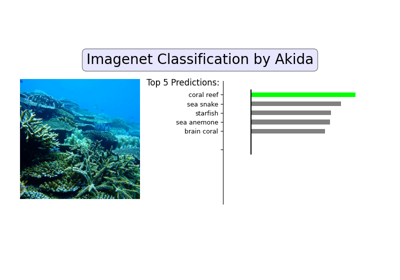 Imagenet Classification by Akida
Top 5 Predictions:
coral reef
sea snake
starfish
sea anemone
brain coral